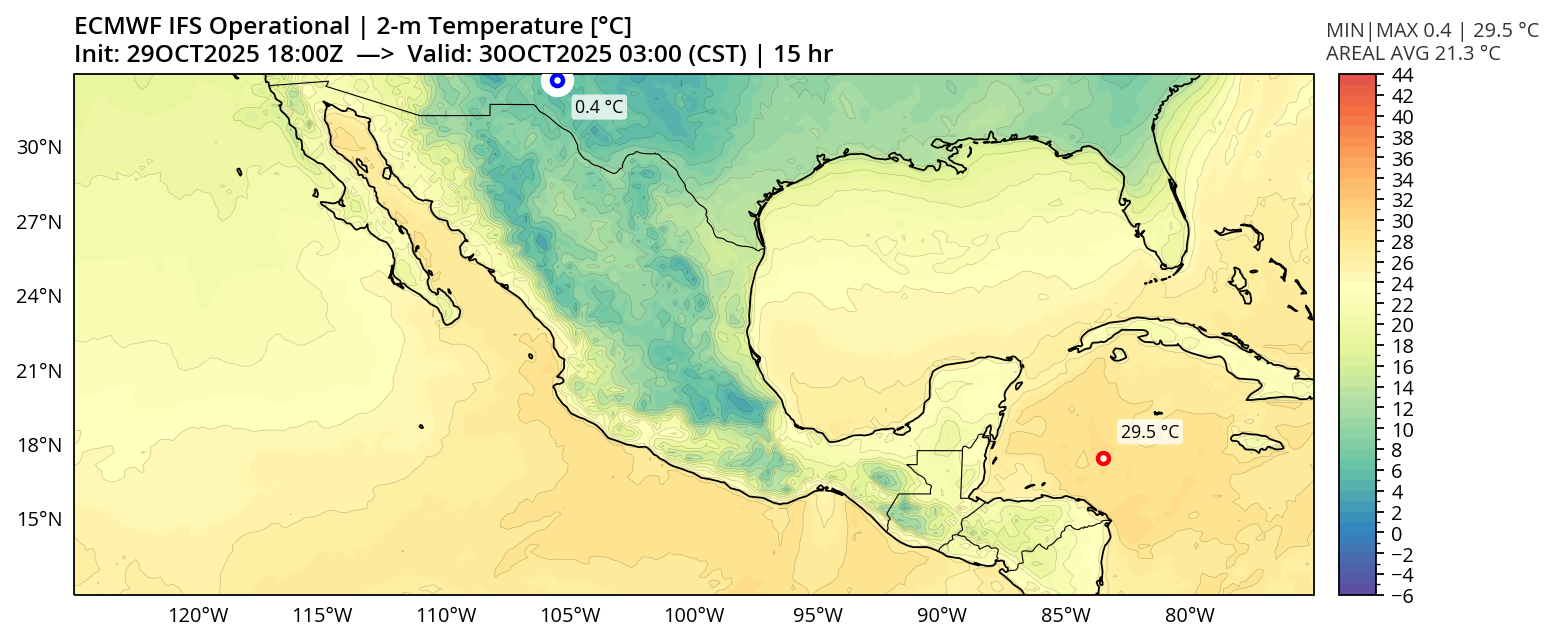 ECMWF IFS Operational | 2-m Temperature [°C]
Init: 29OCT2025 18:00Z —> Valid: 30OCT2025 03:00 (CST) | 15 hr
MIN|MAX 0.4 | 29.5 °C
AREAL AVG 21.3 °C
0.4 °C
29.5 °C
30°N
27°N
24°N
21°N
18°N
15°N
120°W
115°W
110°W
105°W
100°W
95°W
90°W
85°W
80°W
44
42
40
38
36
34
32
30
28
26
24
22
20
18
16
14
12
10
8
6
4
2
0
−2
−4
−6